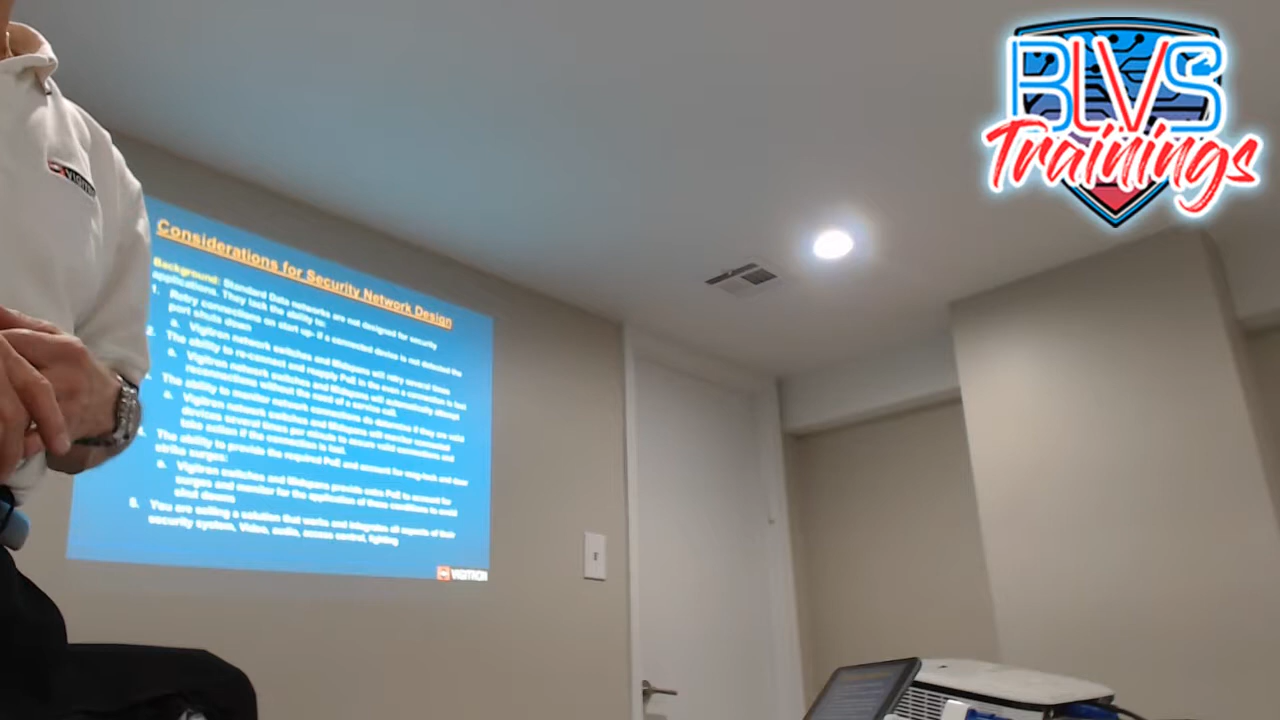 BLVS
Trainings
VIGITRO
Considerations for Security Network Design
Background: Standard Data networks are not designed for security
applications. They lack the ability to:
1. Retry connections on start up. If a connected device is not detected the
port shuts down
a. Vigitron network switches and Midspans will retry several times
2. The ability to re-connect and reapply PoE in the even a connection is lost
a. Vigitron network switches and Midspans will automatically attempt
reconnections without the need of a service call.
The ability to monitor network connections do determine if they are valid
a. Vigitron network switches and Midspans will monitor connected
devices several times per minute to ensure valid connections and
take action if the connection is lost.
4. The ability to provide the required PoE and account for mag-lock and door
strike surges:
a. Vigitron switches and Midspans provide extra PoE to account for
surges and monitor for the application of these conditions to avoid
shut downs
5. You are selling a solution that works and integrates all aspects of their
security system. Video, audio, access control, lighting
VIGITRON